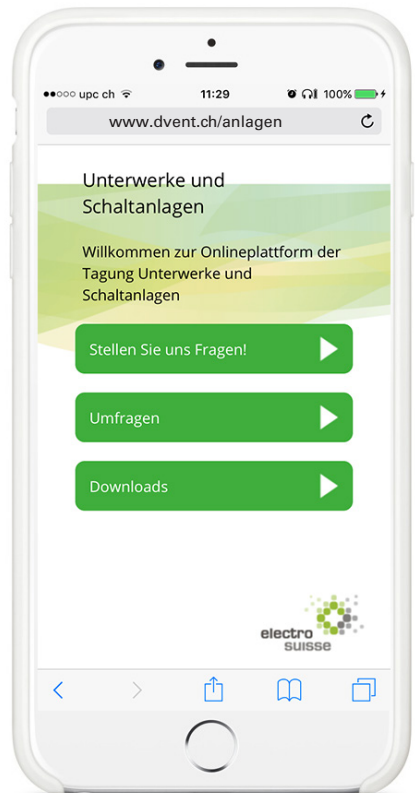 upc ch 11:29 100%
www.dvent.ch/anlagen
Unterwerke und
Schaltanlagen
Willkommen zur Onlineplattform der
Tagung Unterwerke und
Schaltanlagen
Stellen Sie uns Fragen!
Umfragen
Downloads
electro
suisse